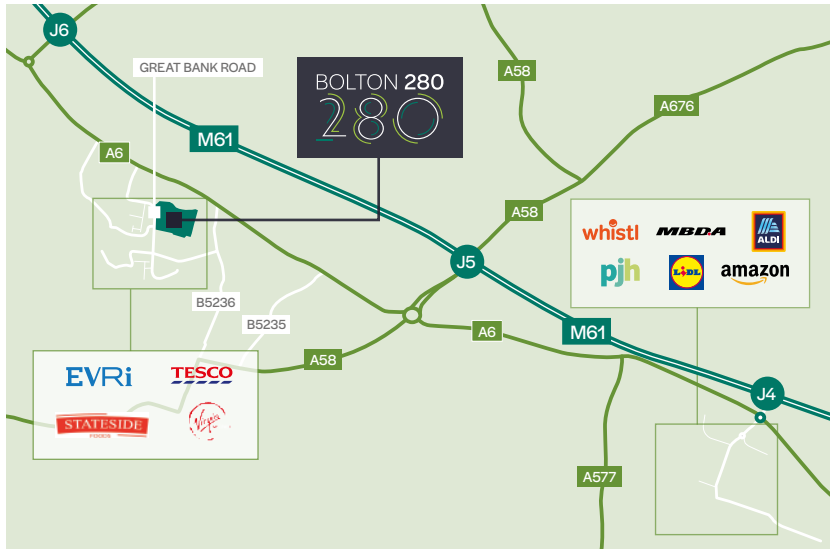 J6
GREAT BANK ROAD
BOLTON 280
280
A58
A676
M61
A6
A58
whistl
MBDA
ALDI
J5
pjh
LIDL
amazon
B5236
B5235
A6
M61
A58
EVRi
TESCO
STATESIDE
FOODS
Virgin
J4
A577